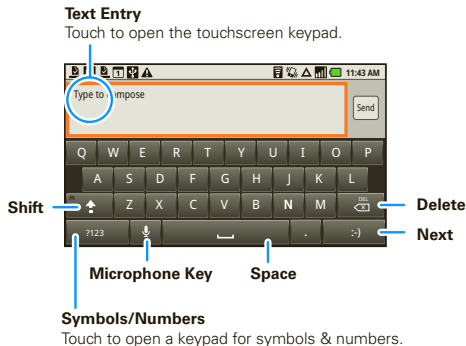 Text Entry
Touch to open the touchscreen keypad.
11:43 AM
Type to compose
Send
Q W E R T Y U I O P
A S D F G H J K L
Shift
Z X C V B N M DEL
Delete
?123 . :-)
Next
Microphone Key Space
Symbols/Numbers
Touch to open a keypad for symbols & numbers.